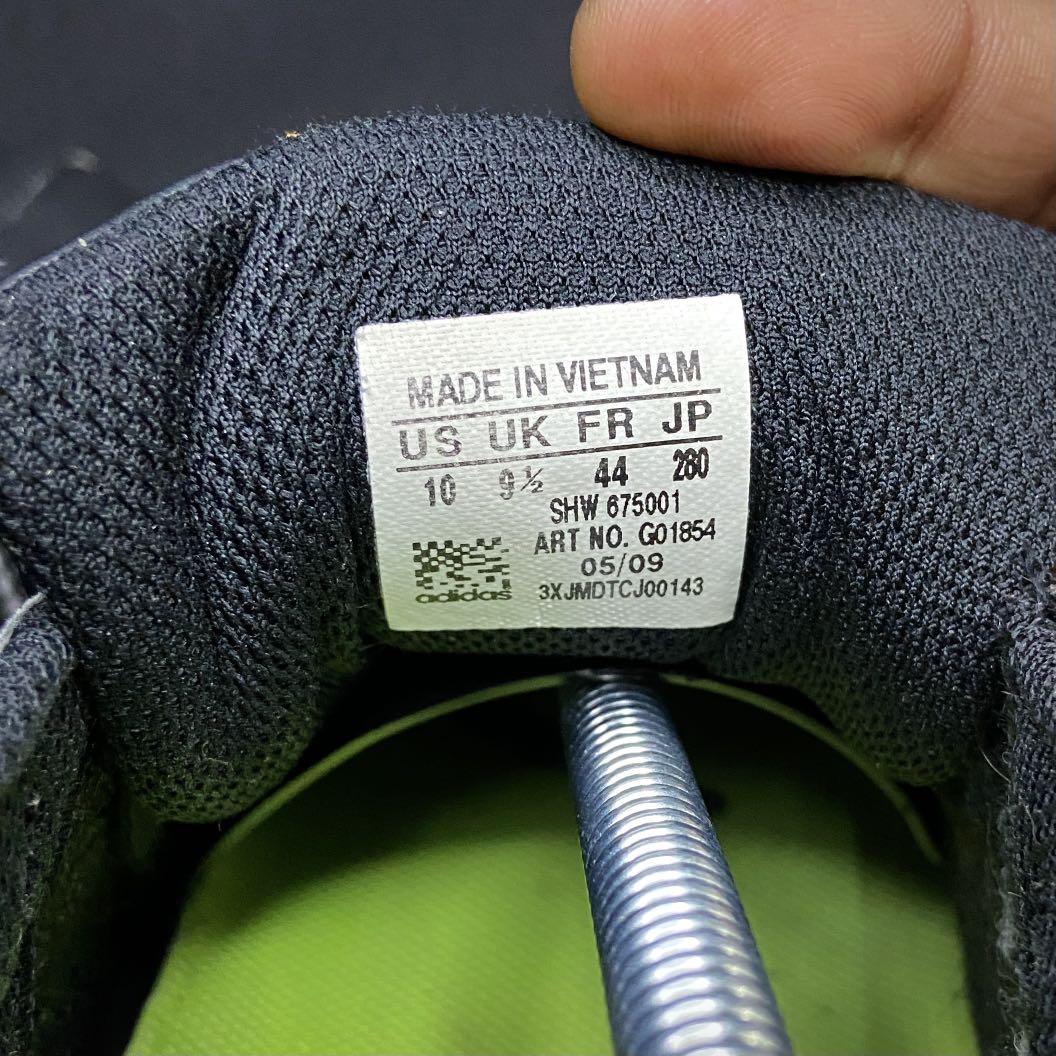 MADE IN VIETNAM
US UK FR JP
10 9½ 44 280
SHW 675001
ART NO. G01854
05/09
adidas 3XJMDTCJ00143